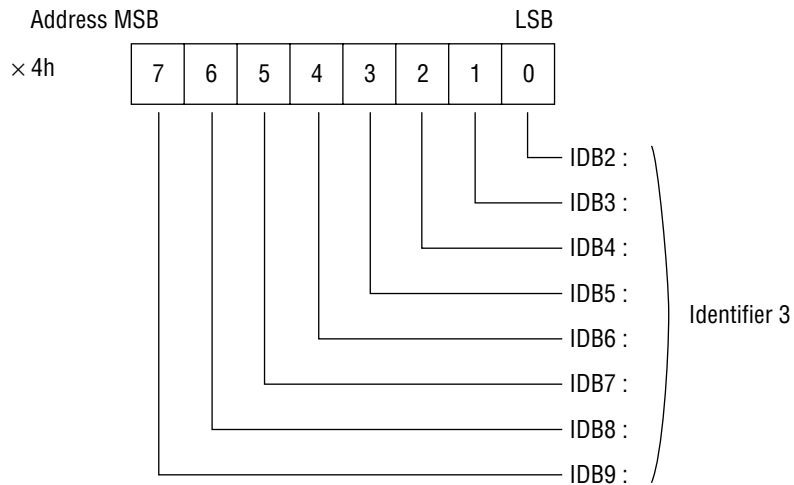 Address MSB LSB
× 4h
7 6 5 4 3 2 1 0
IDB2 :
IDB3 :
IDB4 :
IDB5 :
IDB6 :
IDB7 :
IDB8 :
IDB9 :
Identifier 3